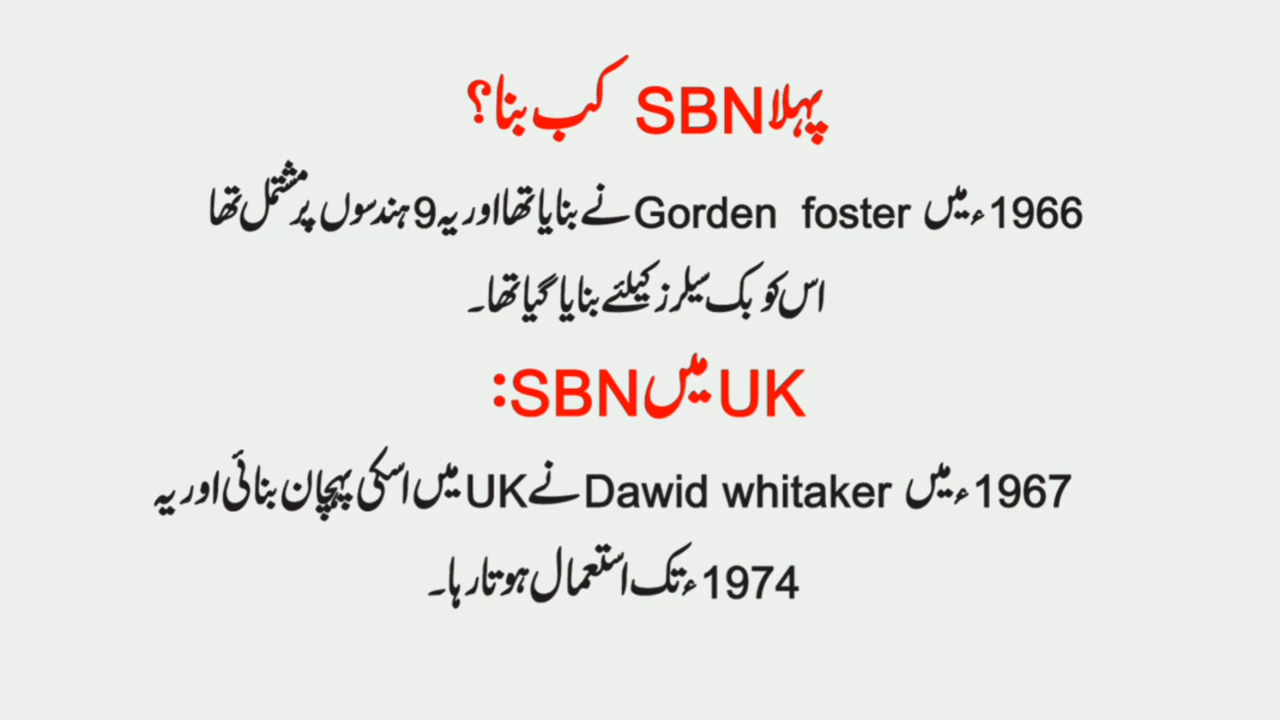 پہلا SBN کب بنا؟
1966ء میں Gorden foster نے بنایا تھا اور یہ 9 ہندسوں پر مشتمل تھا
اس کو بک سیلرز کیلئے بنایا گیا تھا۔
UK میں SBN:
1967ء میں Dawid whitaker نے UK میں اسکی پہچان بنائی اور یہ
1974ء تک استعمال ہوتا رہا۔